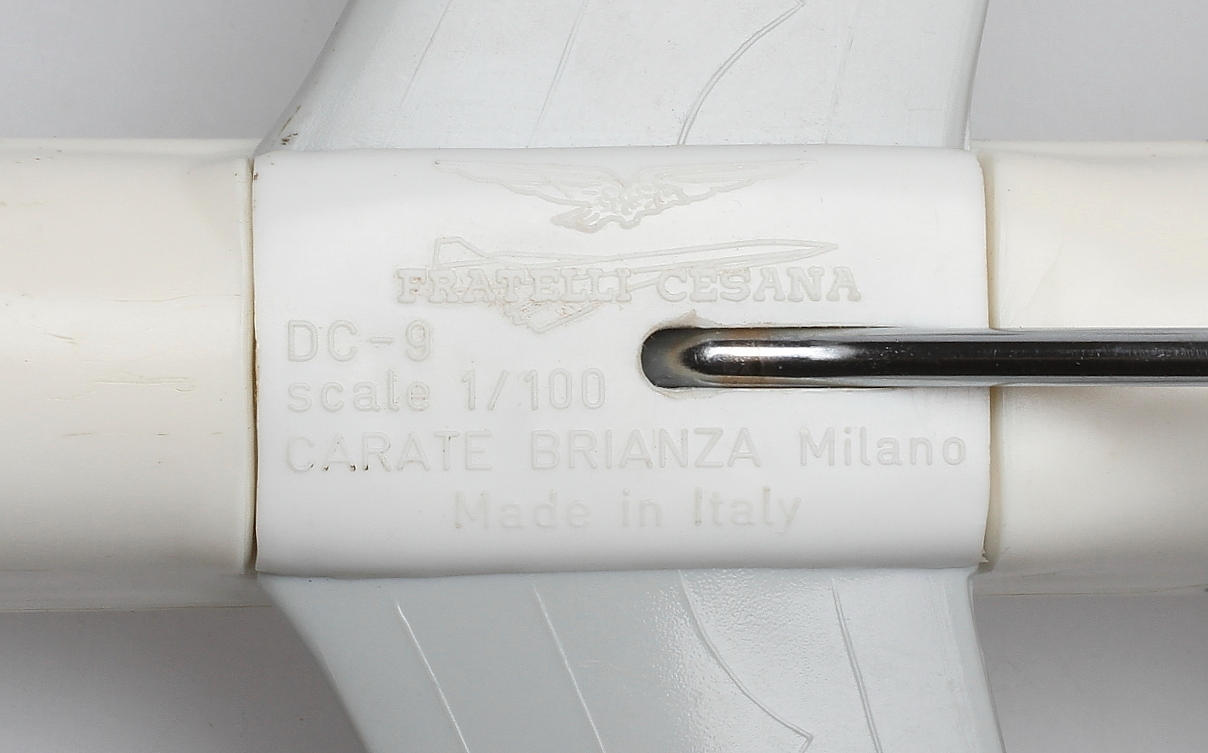 FRATELLI CESANA
DC-9
scale 1/100
CARATE BRIANZA Milano
Made in Italy